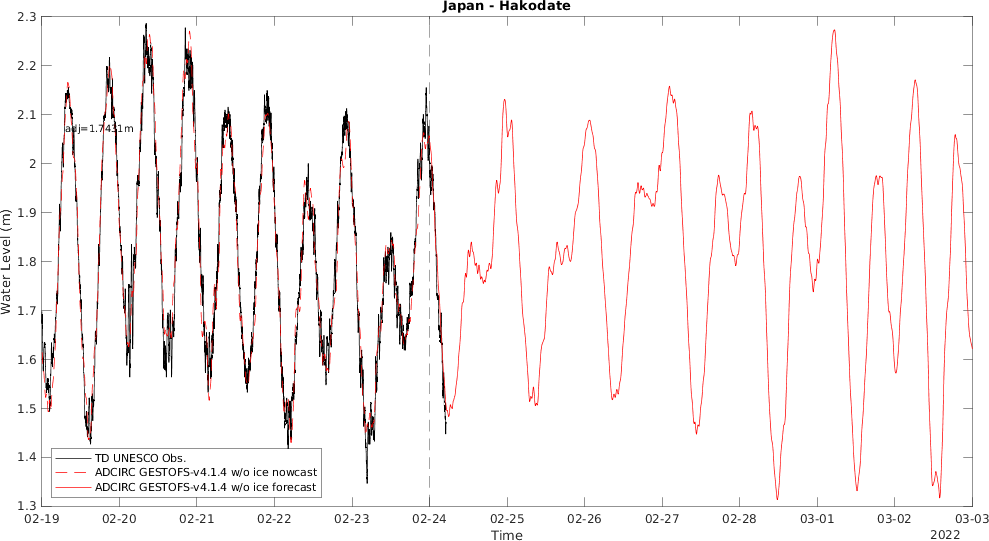 Japan - Hakodate
2.3
2.2
2.1
2
1.9
1.8
1.7
1.6
1.5
1.4
1.3
Water Level (m)
adj=1.7431m
TD UNESCO Obs.
ADCIRC GESTOFS-v4.1.4 w/o ice nowcast
ADCIRC GESTOFS-v4.1.4 w/o ice forecast
02-19 02-20 02-21 02-22 02-23 02-24 02-25 02-26 02-27 02-28 03-01 03-02 03-03
Time
2022